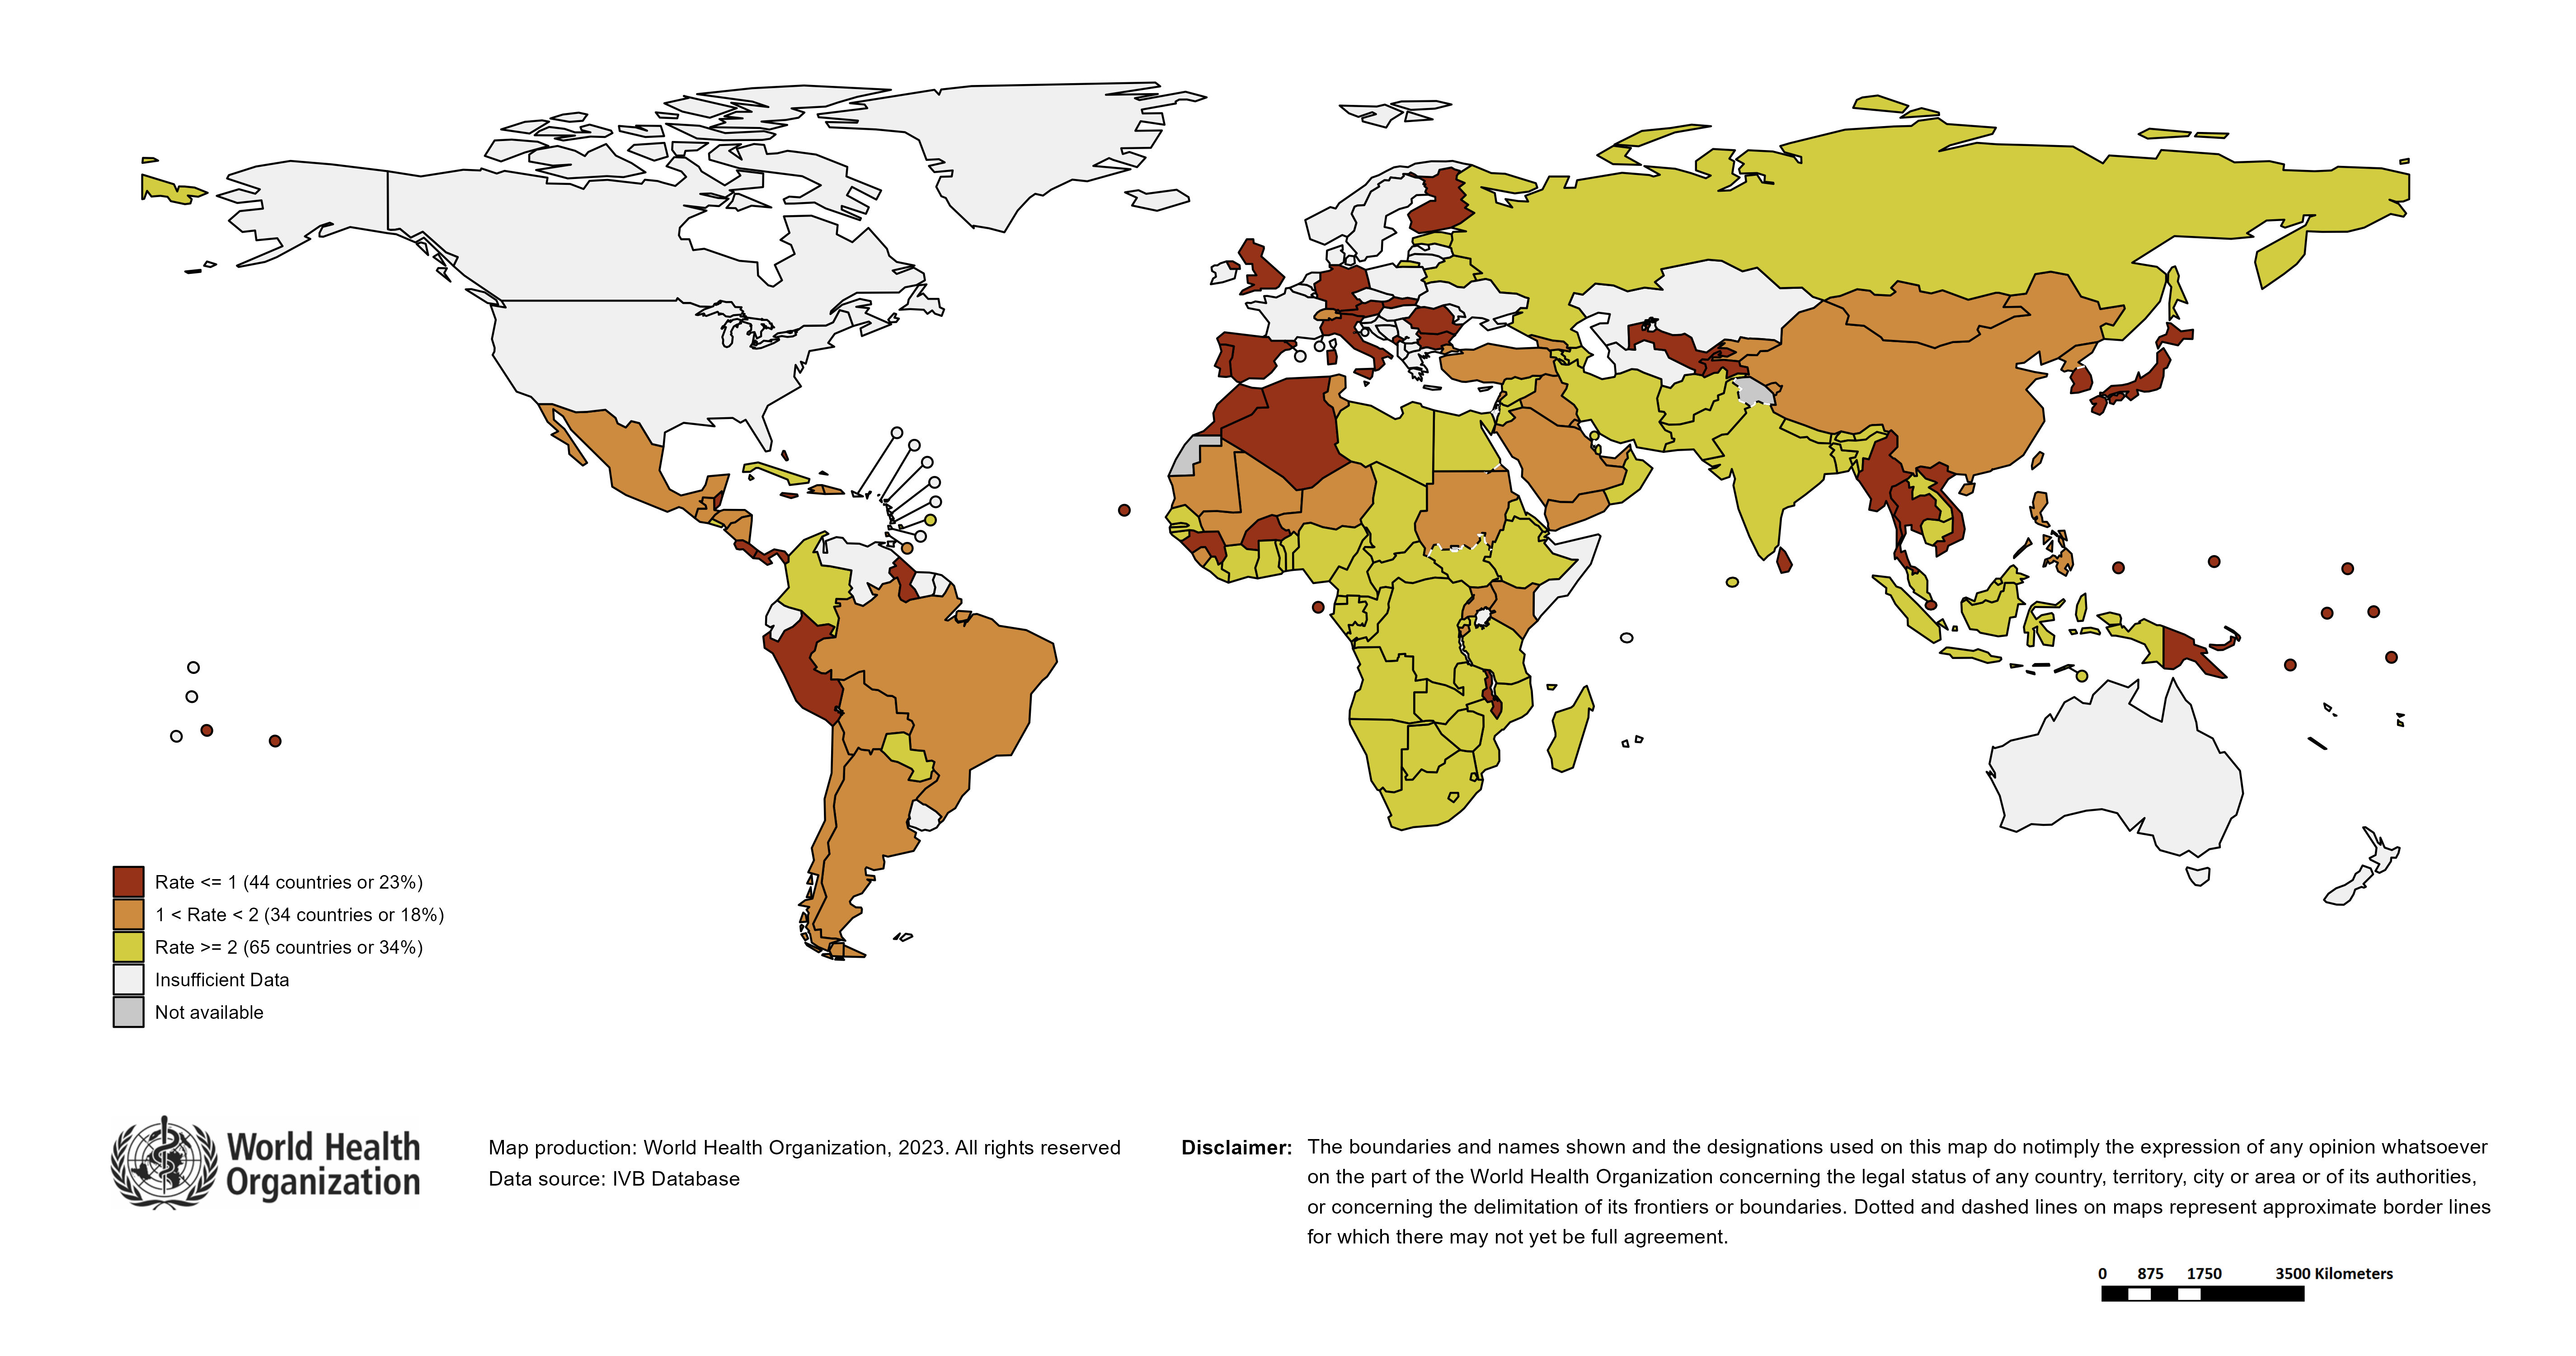 Rate <= 1 (44 countries or 23%)
1 < Rate < 2 (34 countries or 18%)
Rate >= 2 (65 countries or 34%)
Insufficient Data
Not available
World Health
Organization
Map production: World Health Organization, 2023. All rights reserved
Data source: IVB Database
Disclaimer: The boundaries and names shown and the designations used on this map do notimply the expression of any opinion whatsoever
on the part of the World Health Organization concerning the legal status of any country, territory, city or area or of its authorities,
or concerning the delimitation of its frontiers or boundaries. Dotted and dashed lines on maps represent approximate border lines
for which there may not yet be full agreement.
0 875 1750 3500 Kilometers